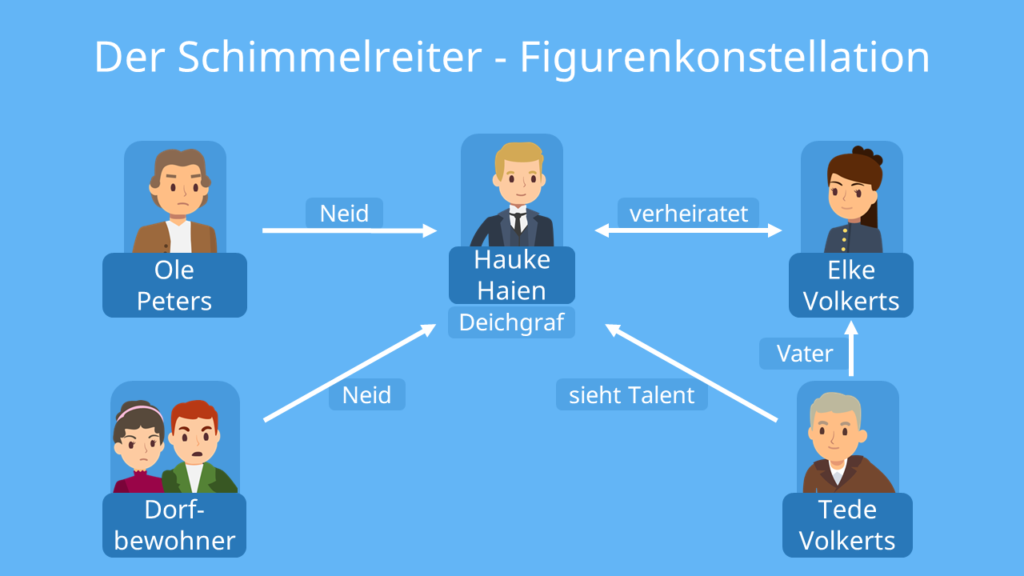 Der Schimmelreiter - Figurenkonstellation
Neid
verheiratet
Ole
Peters
Hauke
Haien
Deichgraf
Elke
Volkerts
Vater
Neid
sieht Talent
Dorf-
bewohner
Tede
Volkerts